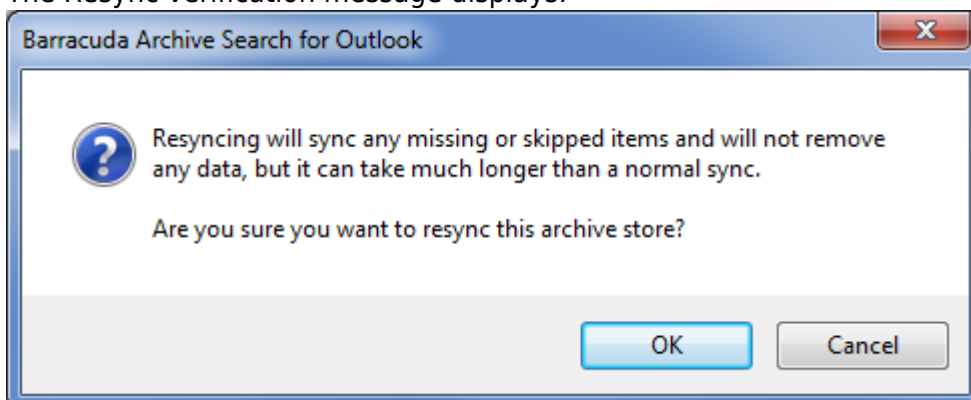 The Resync verification message displays:
Barracuda Archive Search for Outlook
x
Resyncing will sync any missing or skipped items and will not remove
any data, but it can take much longer than a normal sync.
Are you sure you want to resync this archive store?
OK
Cancel